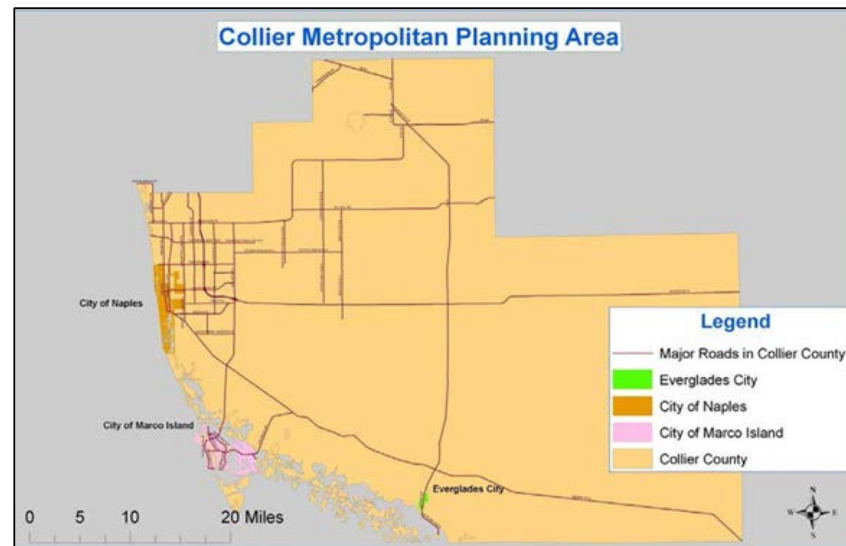 Collier Metropolitan Planning Area
City of Naples
City of Marco Island
Everglades City
Legend
Major Roads in Collier County
Everglades City
City of Naples
City of Marco Island
Collier County
0 5 10 20 Miles
N
W E
S